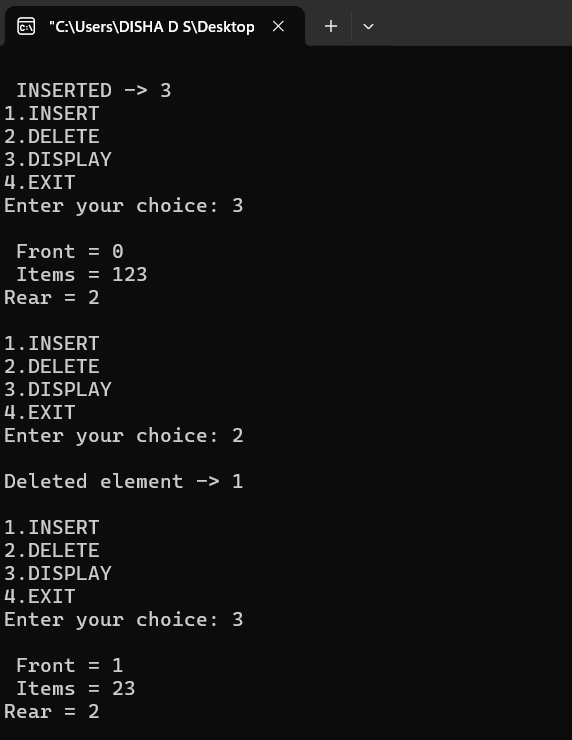 "C:\Users\DISHA D S\Desktop
INSERTED -> 3
1.INSERT
2.DELETE
3.DISPLAY
4.EXIT
Enter your choice: 3
Front = 0
Items = 123
Rear = 2
1.INSERT
2.DELETE
3.DISPLAY
4.EXIT
Enter your choice: 2
Deleted element -> 1
1.INSERT
2.DELETE
3.DISPLAY
4.EXIT
Enter your choice: 3
Front = 1
Items = 23
Rear = 2